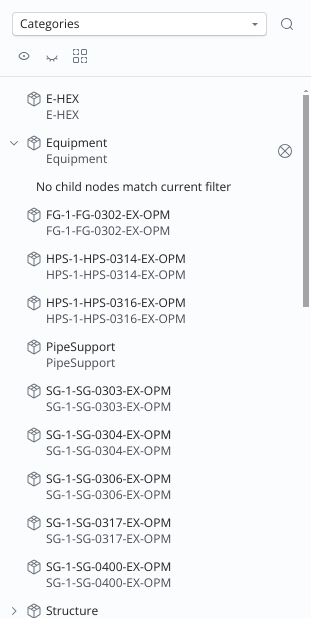 Categories
E-HEX
E-HEX
Equipment
Equipment
No child nodes match current filter
FG-1-FG-0302-EX-OPM
FG-1-FG-0302-EX-OPM
HPS-1-HPS-0314-EX-OPM
HPS-1-HPS-0314-EX-OPM
HPS-1-HPS-0316-EX-OPM
HPS-1-HPS-0316-EX-OPM
PipeSupport
PipeSupport
SG-1-SG-0303-EX-OPM
SG-1-SG-0303-EX-OPM
SG-1-SG-0304-EX-OPM
SG-1-SG-0304-EX-OPM
SG-1-SG-0306-EX-OPM
SG-1-SG-0306-EX-OPM
SG-1-SG-0317-EX-OPM
SG-1-SG-0317-EX-OPM
SG-1-SG-0400-EX-OPM
SG-1-SG-0400-EX-OPM
Structure